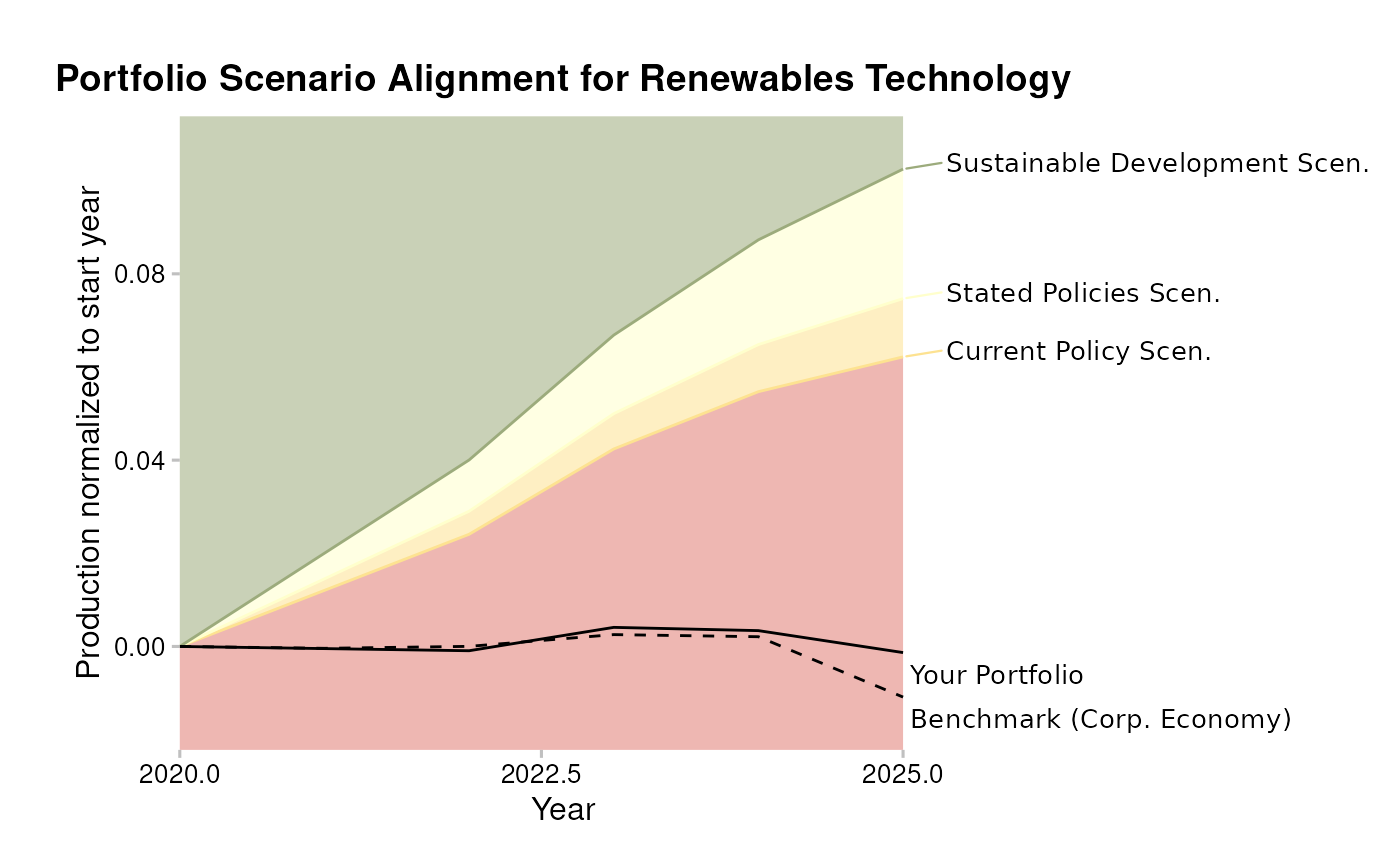 Portfolio Scenario Alignment for Renewables Technology
Production normalized to start year
0.08
0.04
0.00
Sustainable Development Scen.
Stated Policies Scen.
Current Policy Scen.
Your Portfolio
Benchmark (Corp. Economy)
2020.0
2022.5
2025.0
Year